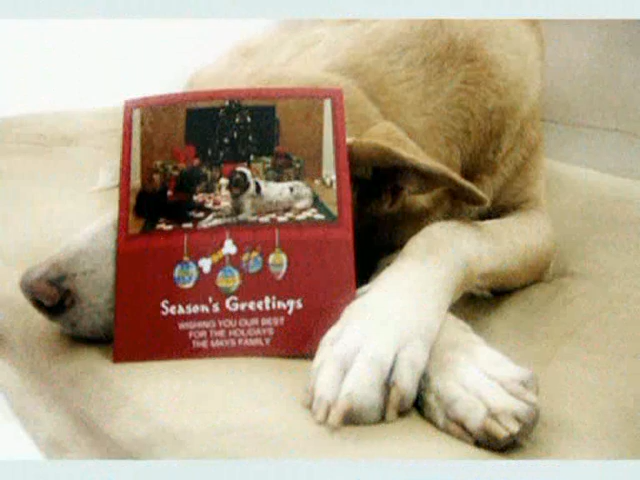 Season's Greetings
WISHING YOU OUR BEST
FOR THE HOLIDAYS
THE MAYS FAMILY